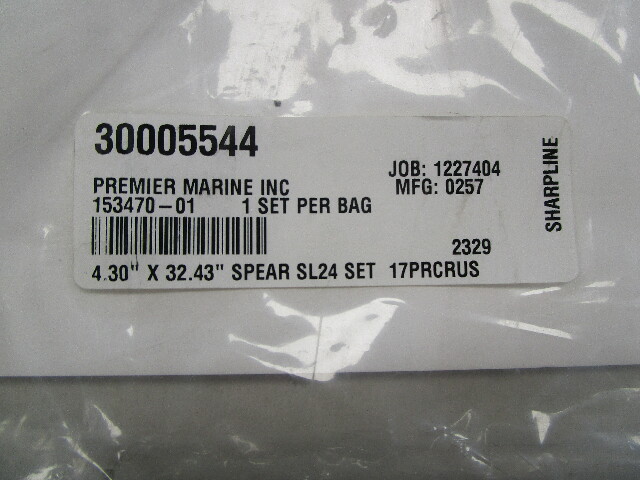 30005544
JOB: 1227404
PREMIER MARINE INC
MFG: 0257
153470-01 1 SET PER BAG
2329
4.30" X 32.43" SPEAR SL24 SET 17PRCRUS
SHARPLINE